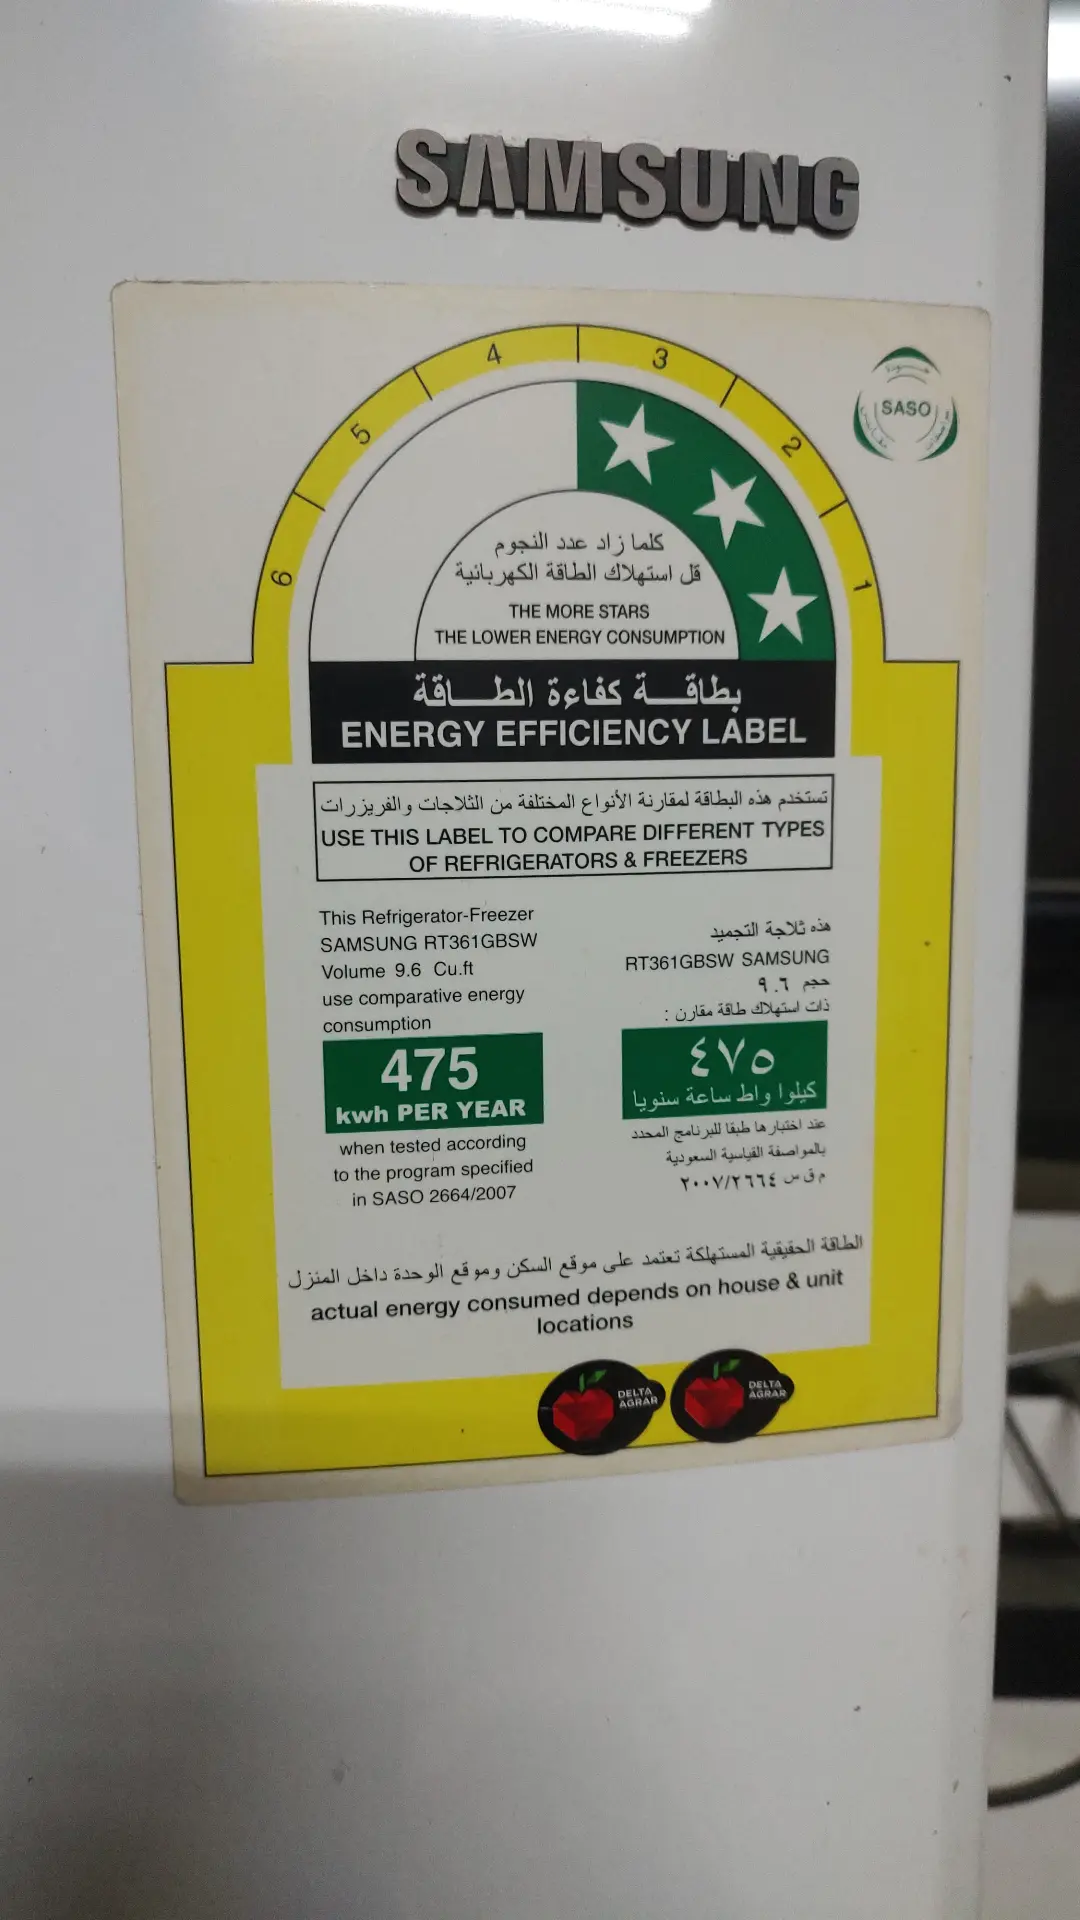 SAMSUNG
4
3
5
2
6
1
SASO
كلما زاد عدد النجوم
قل استهلاك الطاقة الكهربائية
THE MORE STARS
THE LOWER ENERGY CONSUMPTION
بطاقة كفاءة الطاقة
ENERGY EFFICIENCY LABEL
تستخدم هذه البطاقة لمقارنة الأنواع المختلفة من الثلاجات والفريزرات
USE THIS LABEL TO COMPARE DIFFERENT TYPES
OF REFRIGERATORS & FREEZERS
This Refrigerator-Freezer
SAMSUNG RT361GBSW
Volume 9.6 Cu.ft
use comparative energy
consumption
475
kwh PER YEAR
when tested according
to the program specified
in SASO 2664/2007
هذه ثلاجة التجميد
RT361GBSW SAMSUNG
حجم ٩.٦
ذات استهلاك طاقة مقارن :
٤٧٥
كيلوا واط ساعة سنويا
عند اختبارها طبقا للبرنامج المحدد
بالمواصفة القياسية السعودية
م ق س ٢٠٠٧/٢٦٦٤
الطاقة الحقيقية المستهلكة تعتمد على موقع السكن وموقع الوحدة داخل المنزل
actual energy consumed depends on house & unit
locations
DELTA
AGRAR
DELTA
AGRAR